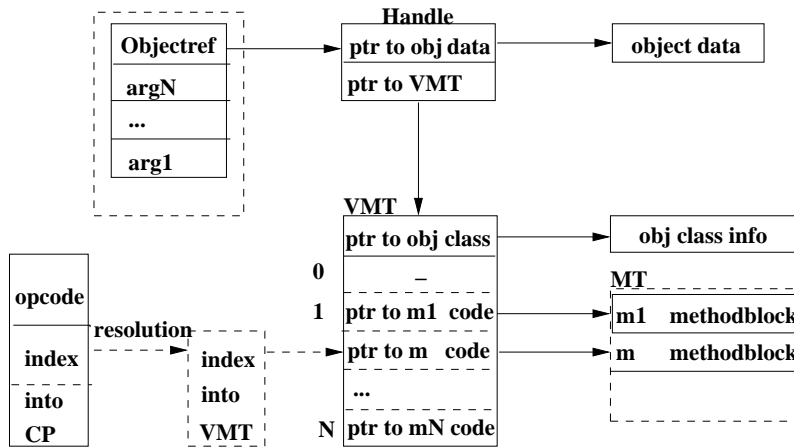 Handle
Objectref
ptr to obj data
object data
argN
ptr to VMT
...
arg1
VMT
ptr to obj class
obj class info
0
–
MT
opcode
1
ptr to m1 code
m1 methodblock
resolution
index
index
ptr to m code
m methodblock
into
into
...
CP
VMT
N
ptr to mN code